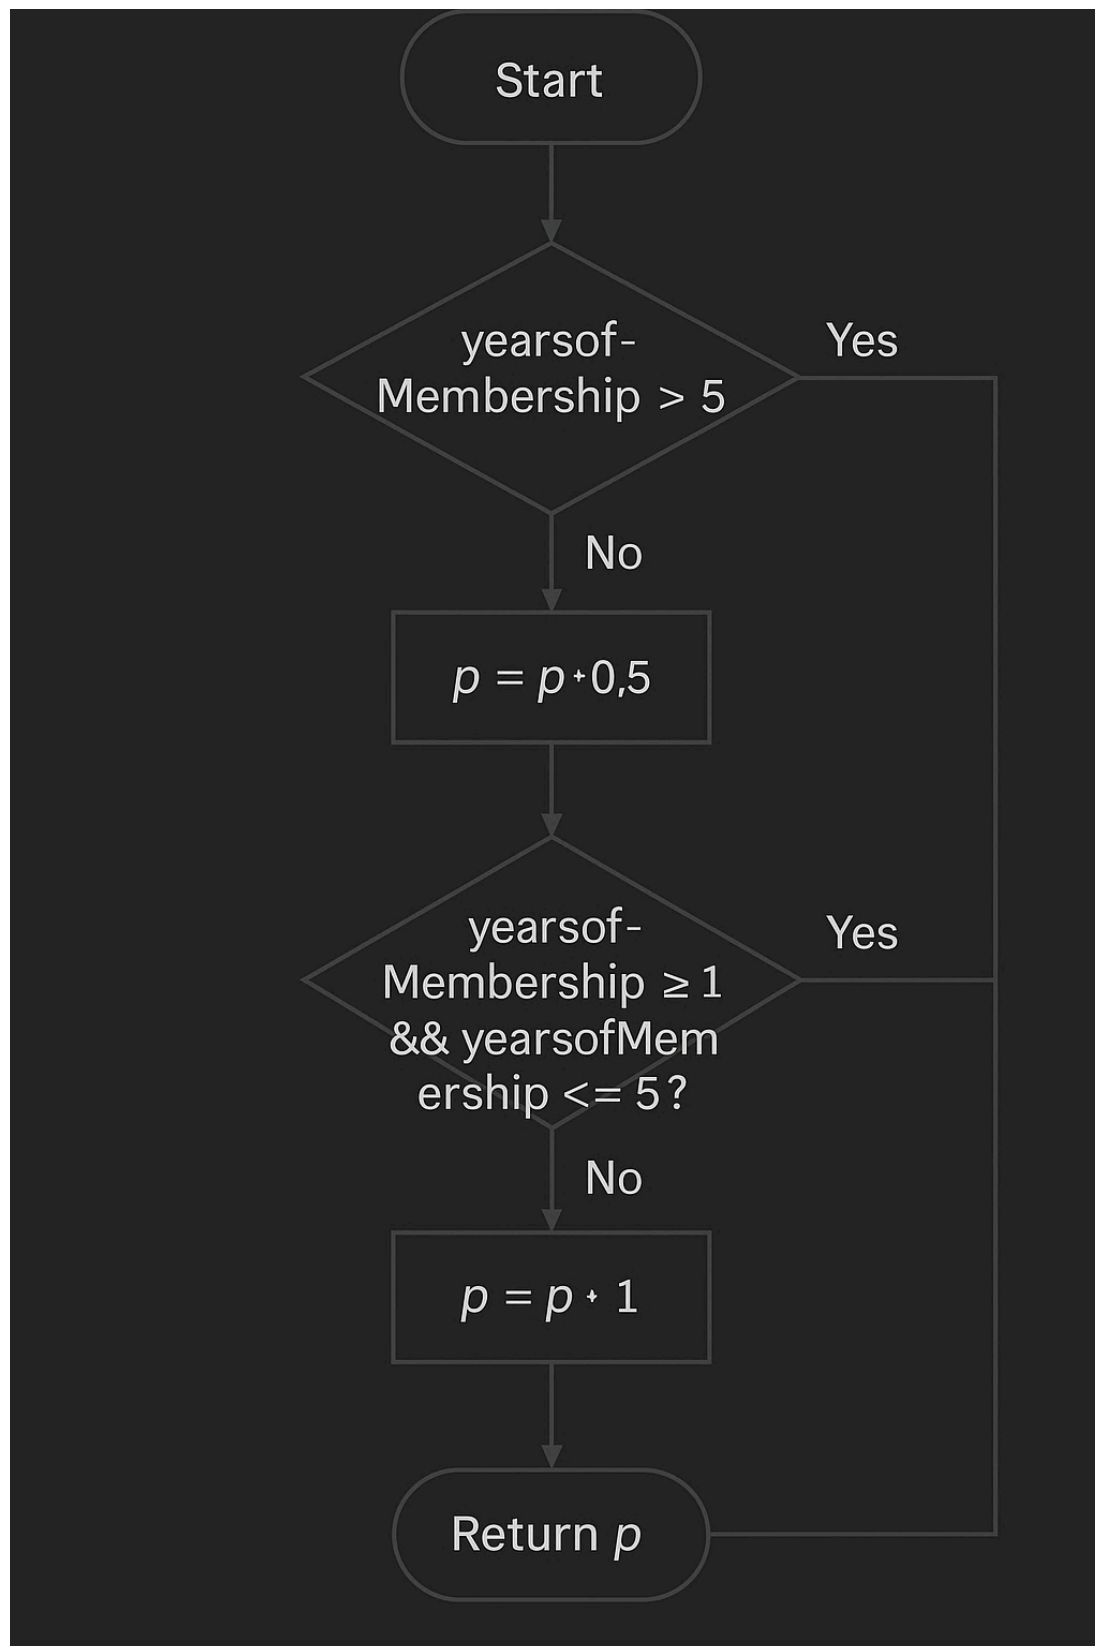 Start
yearsof-
Membership > 5
Yes
No
p = p+0,5
yearsof-
Membership ≥ 1
&& yearsofMem
ership <= 5?
Yes
No
p = p + 1
Return p